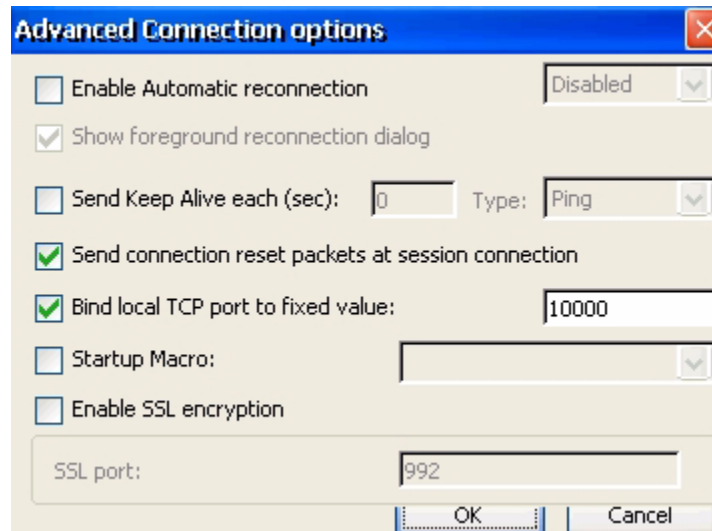 Advanced Connection options
Enable Automatic reconnection Disabled
Show foreground reconnection dialog
Send Keep Alive each (sec): 0 Type: Ping
Send connection reset packets at session connection
Bind local TCP port to fixed value: 10000
Startup Macro:
Enable SSL encryption
SSL port: 992
OK Cancel